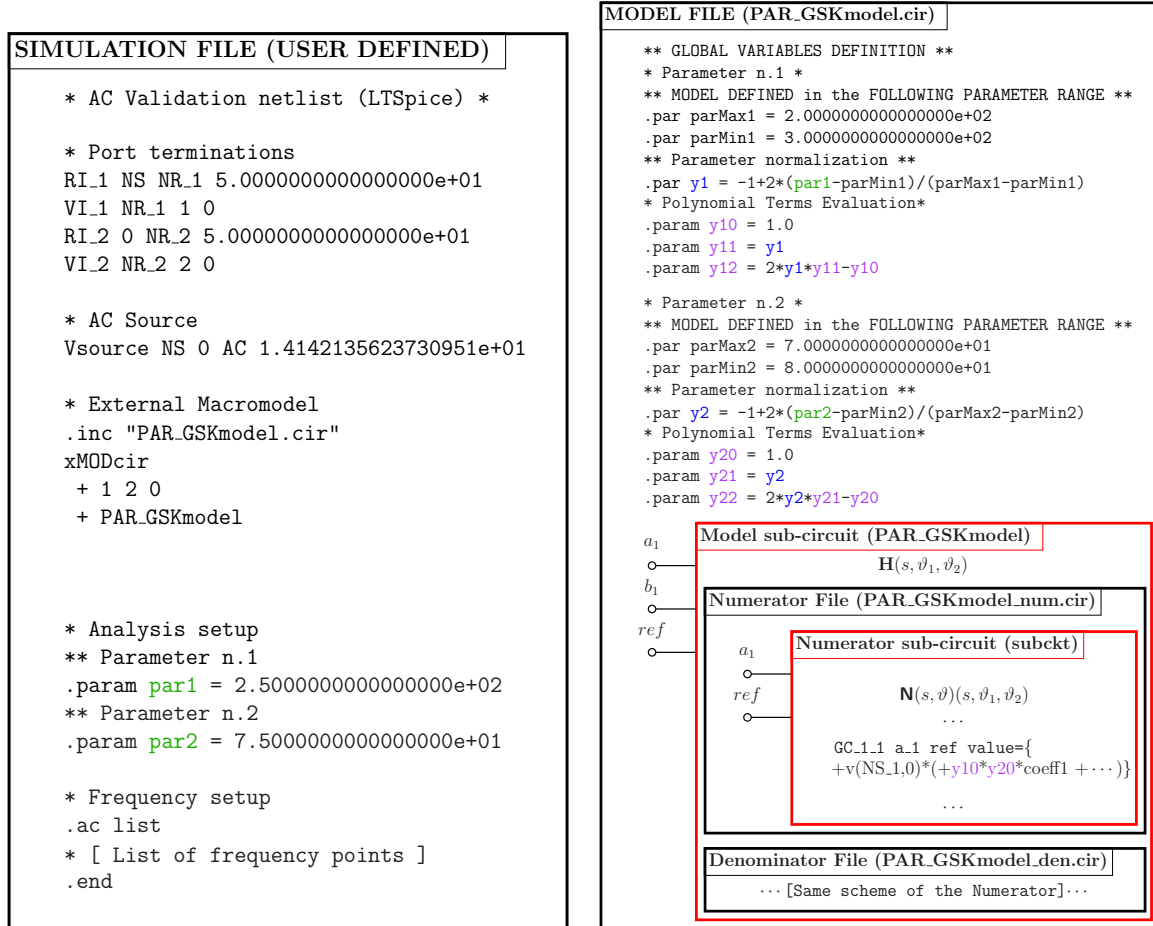 SIMULATION FILE (USER DEFINED)
* AC Validation netlist (LTSpice) *
* Port terminations
RI_1 NS NR_1 5.0000000000000000e+01
VI_1 NR_1 1 0
RI_2 0 NR_2 5.0000000000000000e+01
VI_2 NR_2 2 0
* AC Source
Vsource NS 0 AC 1.4142135623730951e+01
* External Macromodel
.inc "PAR_GSKmodel.cir"
xMODcir
+ 1 2 0
+ PAR_GSKmodel
* Analysis setup
** Parameter n.1
.param par1 = 2.5000000000000000e+02
** Parameter n.2
.param par2 = 7.5000000000000000e+01
* Frequency setup
.ac list
* [ List of frequency points ]
.end
MODEL FILE (PAR_GSKmodel.cir)
** GLOBAL VARIABLES DEFINITION **
* Parameter n.1 *
** MODEL DEFINED in the FOLLOWING PARAMETER RANGE **
.par parMax1 = 2.0000000000000000e+02
.par parMin1 = 3.0000000000000000e+02
** Parameter normalization **
.par y1 = -1+2*(par1-parMin1)/(parMax1-parMin1)
* Polynomial Terms Evaluation*
.param y10 = 1.0
.param y11 = y1
.param y12 = 2*y1*y11-y10
* Parameter n.2 *
** MODEL DEFINED in the FOLLOWING PARAMETER RANGE **
.par parMax2 = 7.0000000000000000e+01
.par parMin2 = 8.0000000000000000e+01
** Parameter normalization **
.par y2 = -1+2*(par2-parMin2)/(parMax2-parMin2)
* Polynomial Terms Evaluation*
.param y20 = 1.0
.param y21 = y2
.param y22 = 2*y2*y21-y20
a₁
b₁
ref
Model sub-circuit (PAR_GSKmodel)
H(s, ϑ₁, ϑ₂)
Numerator File (PAR_GSKmodel_num.cir)
a₁
ref
Numerator sub-circuit (subckt)
N(s, ϑ)(s, ϑ₁, ϑ₂)
...
GC_1_1 a_1 ref value={
+v(NS_1,0)*(+y10*y20*coeff1 + ···)}
...
Denominator File (PAR_GSKmodel_den.cir)
···[Same scheme of the Numerator]···